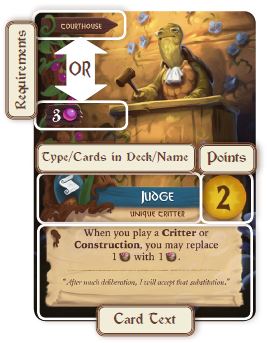 COURTHOUSE
Requirements
OR
3
Type/Cards in Deck/Name
Points
JUDGE
UNIQUE CRITTER
2
When you play a Critter or
Construction, you may replace
1 with 1.
"After much deliberation, I will accept that substitution."
Card Text